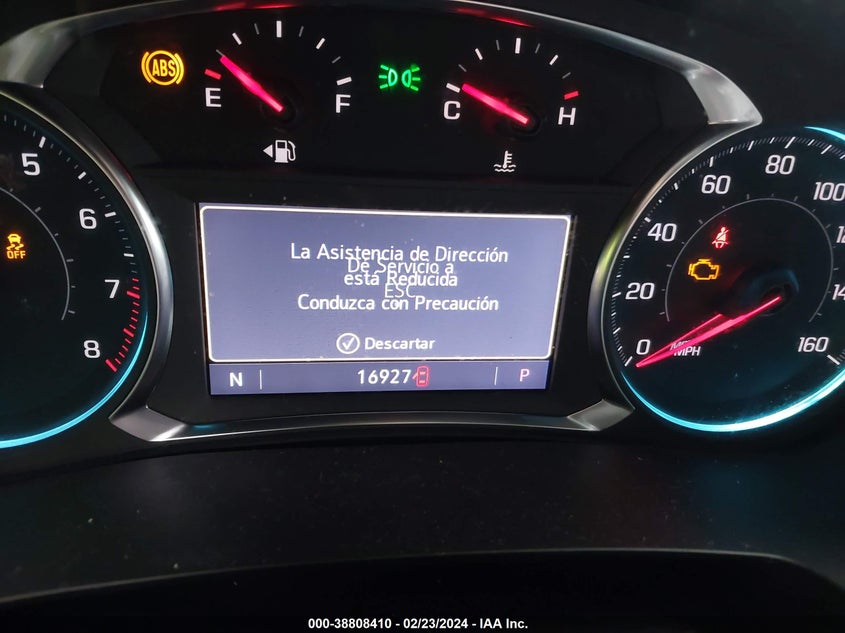 ABS
E
F
C
H
5
6
7
8
OFF
La Asistencia de Dirección
De Servicio a
está Reducida
ESC
Conduzca con Precaución
Descartar
N
P
0
20
40
60
80
100
160
MPH
000-38808410 - 02/23/2024 - IAA Inc.